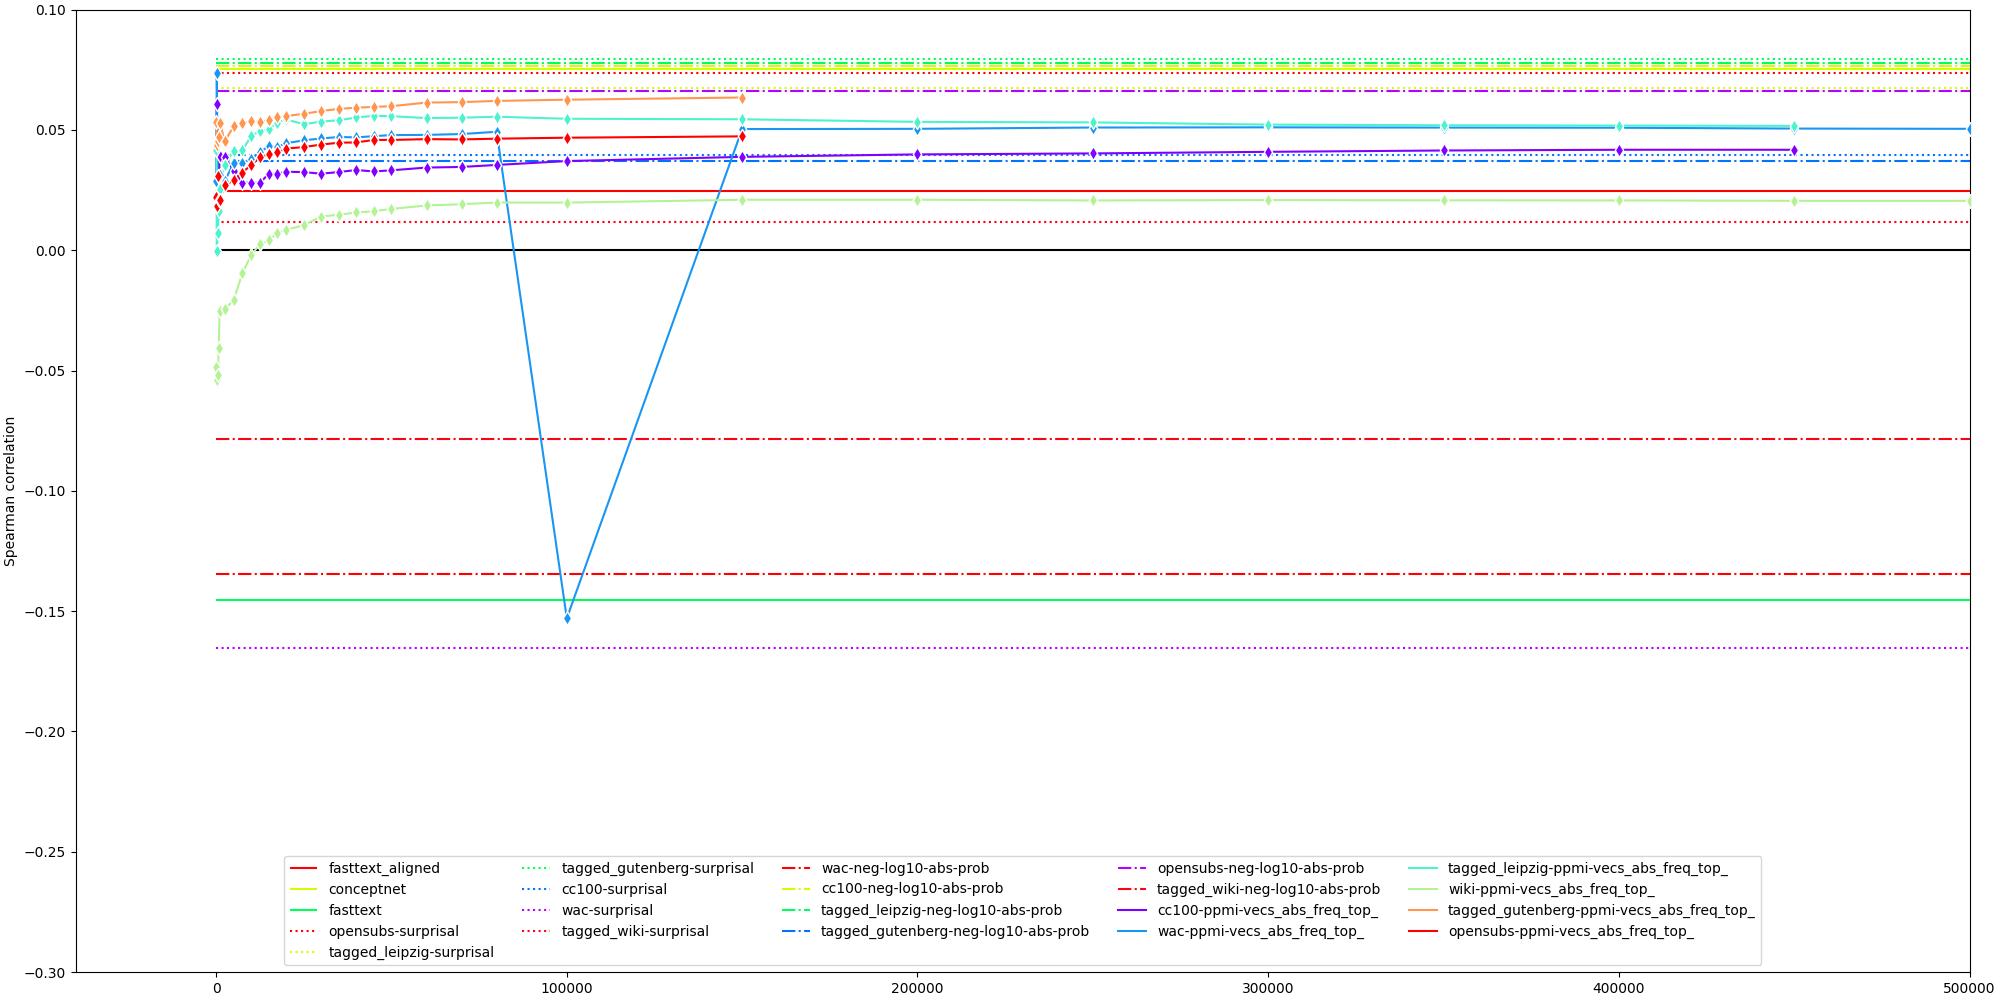 0.10
0.05
0.00
−0.05
−0.10
−0.15
−0.20
−0.25
−0.30
Spearman correlation
fasttext_aligned
conceptnet
fasttext
opensubs-surprisal
tagged_leipzig-surprisal
tagged_gutenberg-surprisal
cc100-surprisal
wac-surprisal
tagged_wiki-surprisal
wac-neg-log10-abs-prob
cc100-neg-log10-abs-prob
tagged_leipzig-neg-log10-abs-prob
tagged_gutenberg-neg-log10-abs-prob
opensubs-neg-log10-abs-prob
tagged_wiki-neg-log10-abs-prob
cc100-ppmi-vecs_abs_freq_top_
wac-ppmi-vecs_abs_freq_top_
tagged_leipzig-ppmi-vecs_abs_freq_top_
wiki-ppmi-vecs_abs_freq_top_
tagged_gutenberg-ppmi-vecs_abs_freq_top_
opensubs-ppmi-vecs_abs_freq_top_
0
100000
200000
300000
400000
500000